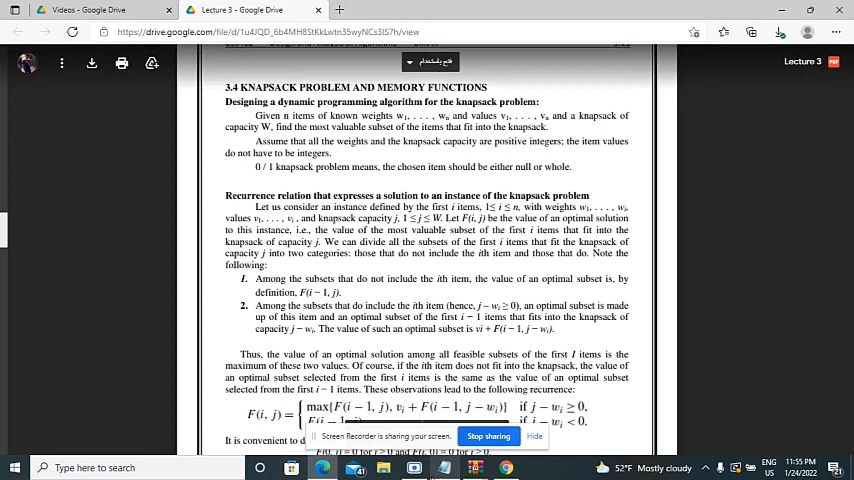 Videos - Google Drive
Lecture 3 - Google Drive
https://drive.google.com/file/d/1u4JQD_6b4MH8StKkLwtn35wyNCs3IS7h/view
فتح باستخدام
Lecture 3
PDF
3.4 KNAPSACK PROBLEM AND MEMORY FUNCTIONS
Designing a dynamic programming algorithm for the knapsack problem:
Given n items of known weights w1, . . . , wn and values v1, . . . , vn and a knapsack of
capacity W, find the most valuable subset of the items that fit into the knapsack.
Assume that all the weights and the knapsack capacity are positive integers; the item values
do not have to be integers.
0 / 1 knapsack problem means, the chosen item should be either null or whole.
Recurrence relation that expresses a solution to an instance of the knapsack problem
Let us consider an instance defined by the first i items, 1≤ i ≤ n, with weights w1, . . . , wi,
values v1, . . . , vi , and knapsack capacity j, 1 ≤ j ≤ W. Let F(i, j) be the value of an optimal solution
to this instance, i.e., the value of the most valuable subset of the first i items that fit into the
knapsack of capacity j. We can divide all the subsets of the first i items that fit the knapsack of
capacity j into two categories: those that do not include the ith item and those that do. Note the
following:
1. Among the subsets that do not include the ith item, the value of an optimal subset is, by
definition, F(i − 1, j).
2. Among the subsets that do include the ith item (hence, j − wi ≥ 0), an optimal subset is made
up of this item and an optimal subset of the first i − 1 items that fits into the knapsack of
capacity j − wi. The value of such an optimal subset is vi + F(i − 1, j − wi).
Thus, the value of an optimal solution among all feasible subsets of the first I items is the
maximum of these two values. Of course, if the ith item does not fit into the knapsack, the value of
an optimal subset selected from the first i items is the same as the value of an optimal subset
selected from the first i − 1 items. These observations lead to the following recurrence:
F(i, j) = { max{F(i − 1, j), vi + F(i − 1, j − wi)} if j − wi ≥ 0,
F(i − 1, j) if j − wi < 0.
Screen Recorder is sharing your screen.
Stop sharing
Hide
It is convenient to d
F(0, j) = 0 for j ≥ 0 and F(i, 0) = 0 for i ≥ 0.
Type here to search
41
52°F Mostly cloudy
ENG
US
11:55 PM
1/24/2022
21